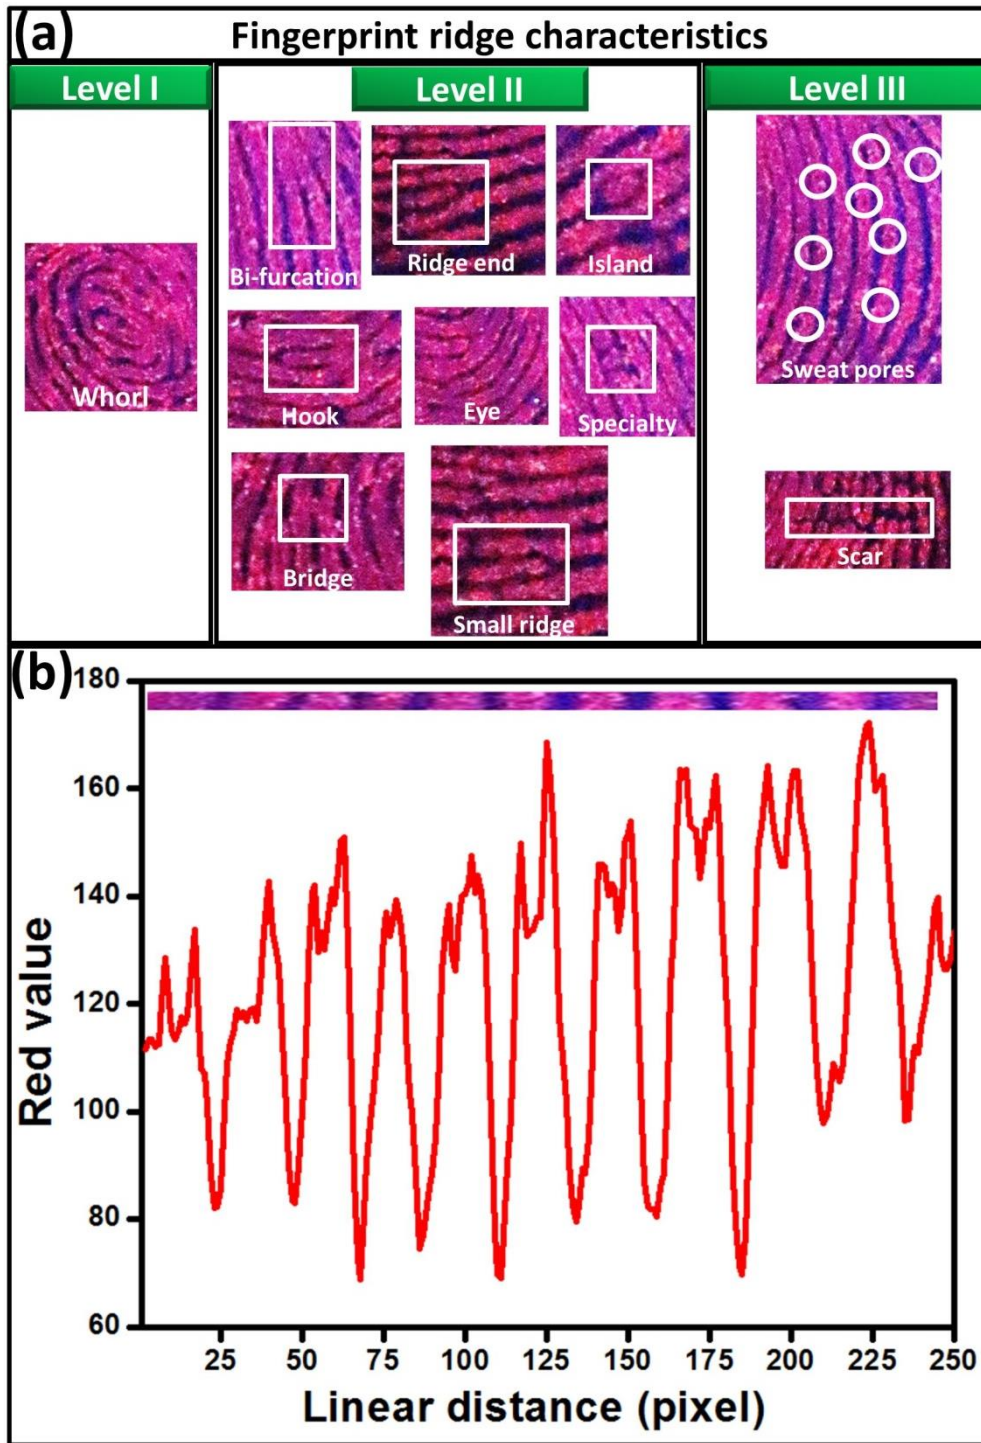 (a) Fingerprint ridge characteristics
Level I
Level II
Level III
Whorl
Bi-furcation
Ridge end
Island
Hook
Eye
Specialty
Bridge
Small ridge
Sweat pores
Scar
(b)
180
160
140
120
100
80
60
Red value
25 50 75 100 125 150 175 200 225 250
Linear distance (pixel)